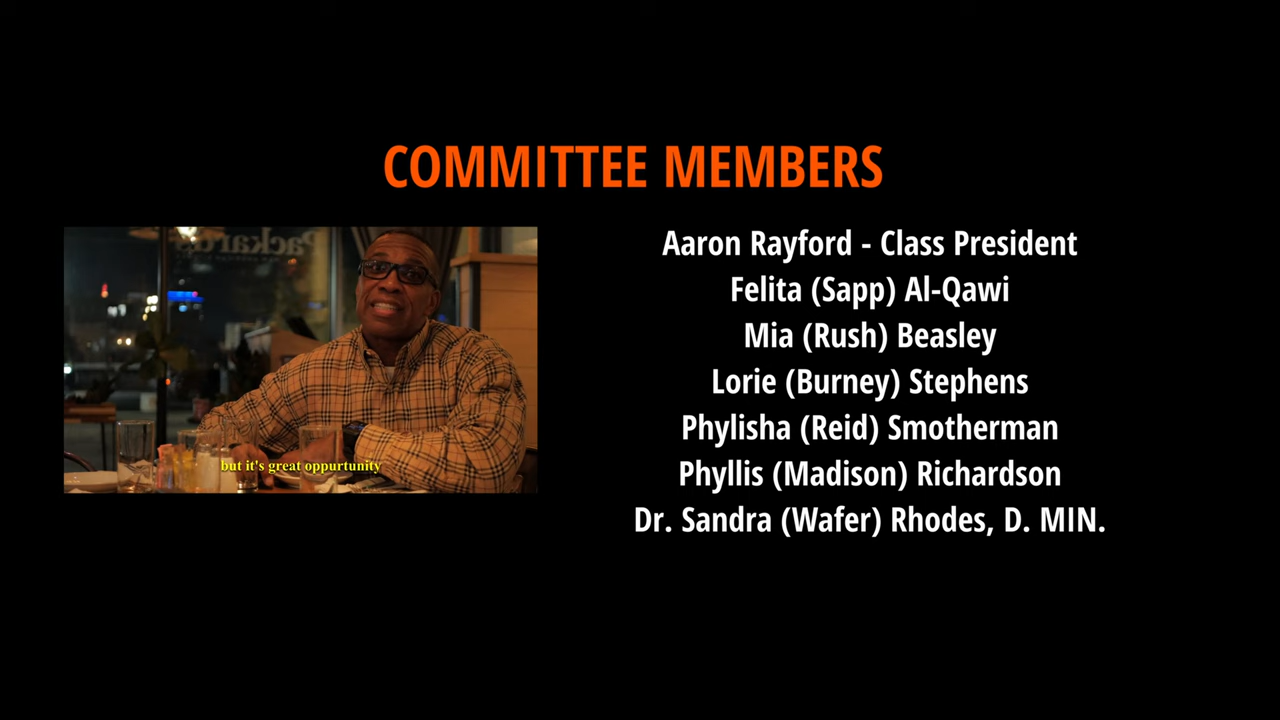 COMMITTEE MEMBERS
Packards
Aaron Rayford - Class President
Felita (Sapp) Al-Qawi
Mia (Rush) Beasley
Lorie (Burney) Stephens
Phylisha (Reid) Smotherman
Phyllis (Madison) Richardson
Dr. Sandra (Wafer) Rhodes, D. MIN.
but it's great oppurtunity